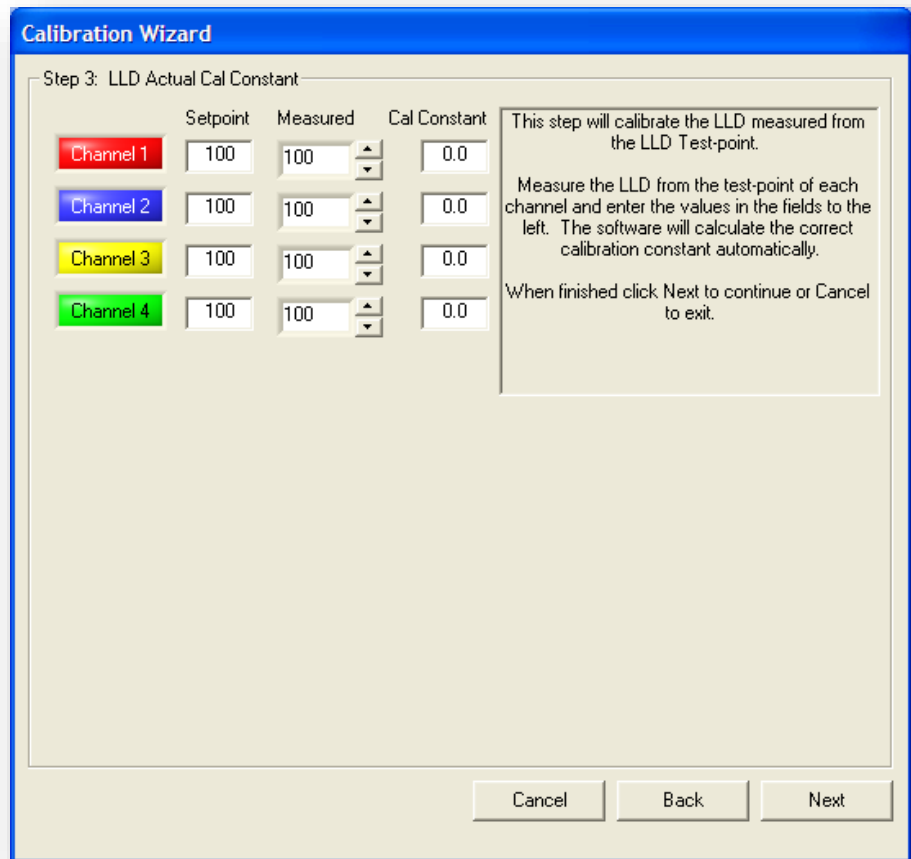 Calibration Wizard
Step 3: LLD Actual Cal Constant
Setpoint Measured Cal Constant
Channel 1 100 100 0.0
Channel 2 100 100 0.0
Channel 3 100 100 0.0
Channel 4 100 100 0.0
This step will calibrate the LLD measured from
the LLD Test-point.
Measure the LLD from the test-point of each
channel and enter the values in the fields to the
left. The software will calculate the correct
calibration constant automatically.
When finished click Next to continue or Cancel
to exit.
Cancel Back Next